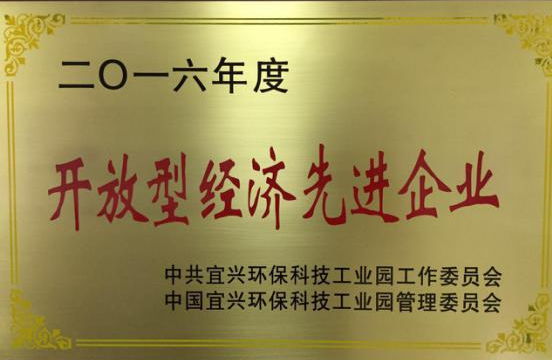 二〇一六年度
开放型经济先进企业
中共宜兴环保科技工业园工作委员会
中国宜兴环保科技工业园管理委员会